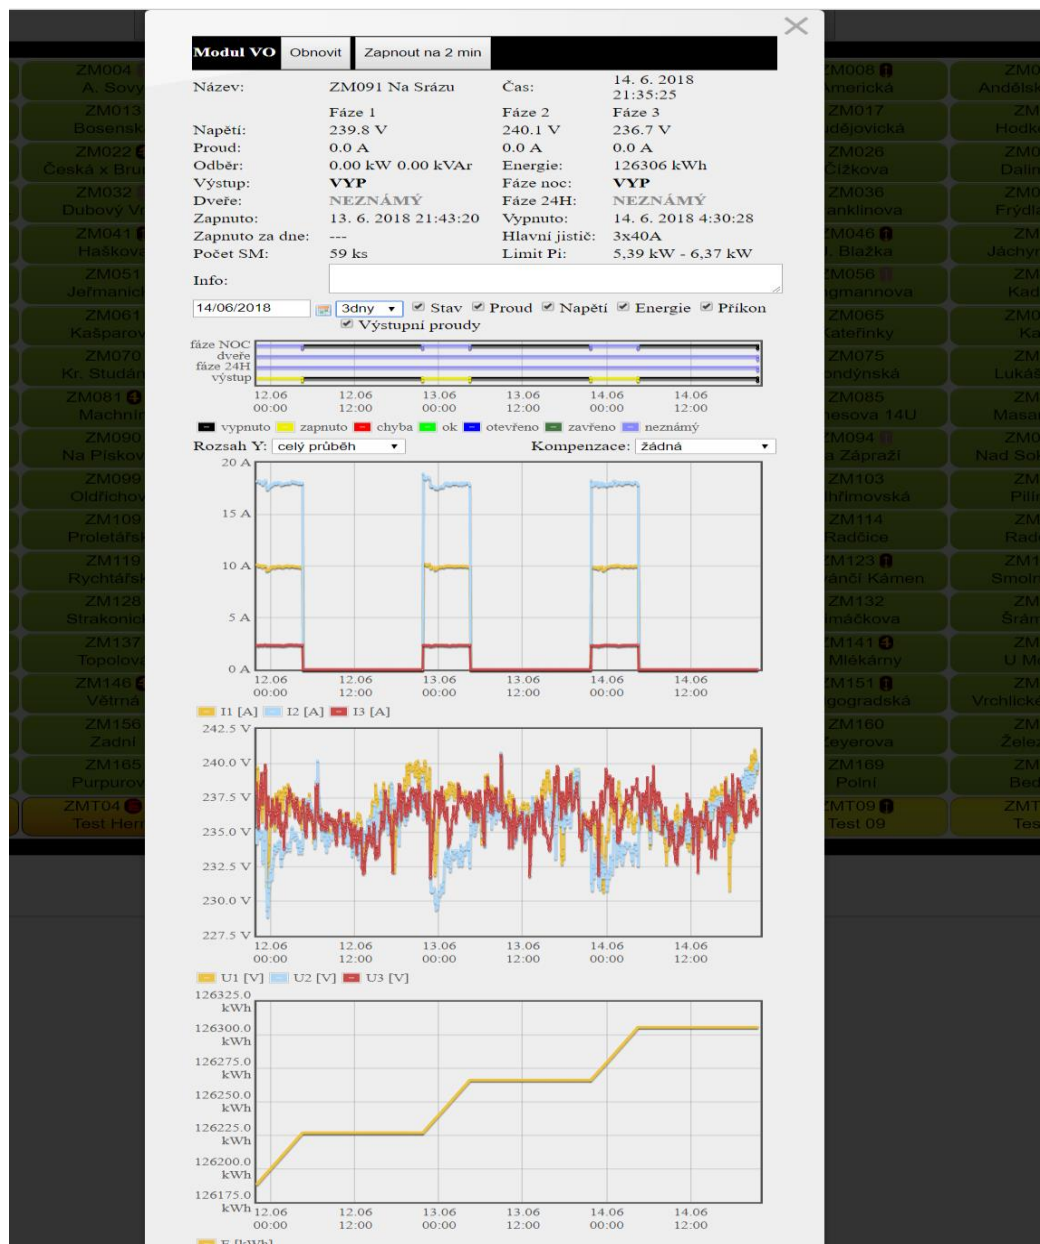 Modul VO Obnovit Zapnout na 2 min
Název: ZM091 Na Srázu Čas: 14. 6. 2018 21:35:25
Fáze 1 Fáze 2 Fáze 3
Napětí: 239.8 V 240.1 V 236.7 V
Proud: 0.0 A 0.0 A 0.0 A
Odběr: 0.00 kW 0.00 kVAr Energie: 126306 kWh
Výstup: VYP Fáze noc: VYP
Dveře: NEZNÁMÝ Fáze 24H: NEZNÁMÝ
Zapnuto: 13. 6. 2018 21:43:20 Vypnuto: 14. 6. 2018 4:30:28
Zapnuto za dne: --- Hlavní jistič: 3x40A
Počet SM: 59 ks Limit Pi: 5,39 kW - 6,37 kW
Info:
14/06/2018 3dny Stav Proud Napětí Energie Příkon
Výstupní proudy
fáze NOC
dveře
fáze 24H
výstup
12.06 12.06 13.06 13.06 14.06 14.06
00:00 12:00 00:00 12:00 00:00 12:00
vypnuto zapnuto chyba ok otevřeno zavřeno neznámý
Rozsah Y: celý průběh Kompenzace: žádná
20 A
15 A
10 A
5 A
0 A
12.06 12.06 13.06 13.06 14.06 14.06
00:00 12:00 00:00 12:00 00:00 12:00
I1 [A] I2 [A] I3 [A]
242.5 V
240.0 V
237.5 V
235.0 V
232.5 V
230.0 V
227.5 V
12.06 12.06 13.06 13.06 14.06 14.06
00:00 12:00 00:00 12:00 00:00 12:00
U1 [V] U2 [V] U3 [V]
126325.0 kWh
126300.0 kWh
126275.0 kWh
126250.0 kWh
126225.0 kWh
126200.0 kWh
126175.0 kWh
12.06 12.06 13.06 13.06 14.06 14.06
00:00 12:00 00:00 12:00 00:00 12:00
E [kWh]
ZM004
A. Sovy
ZM013
ZM022
ZM032
ZM041
ZM051
ZM061
ZM070
ZM081
ZM090
ZM099
ZM109
ZM119
ZM128
ZM137
ZM146
Větrná
ZM156
Zadní
ZM165
ZMT04
ZM008
Americká
ZM017
ZM026
Čížkova
ZM036
ZM046
J. Blažka
ZM056
ZM065
Kateřinky
ZM075
ZM085
ZM094
ZM103
ZM114
Radčice
ZM123
ZM132
ZM141
ZM151
ZM160
Zeyerova
ZM169
Polní
ZMT09
Test 09